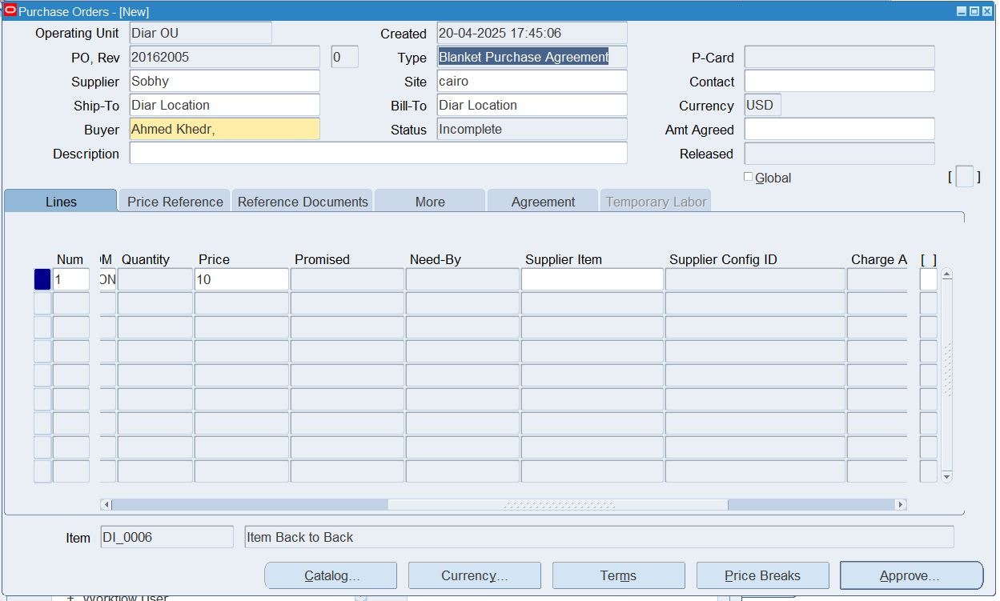 Purchase Orders - [New]
Operating Unit Diar OU Created 20-04-2025 17:45:06
PO, Rev 20162005 0 Type Blanket Purchase Agreement P-Card
Supplier Sobhy Site cairo Contact
Ship-To Diar Location Bill-To Diar Location Currency USD
Buyer Ahmed Khedr, Status Incomplete Amt Agreed
Description Released
Global [ ]
Lines Price Reference Reference Documents More Agreement Temporary Labor
Num OM Quantity Price Promised Need-By Supplier Item Supplier Config ID Charge A [ ]
1 ON 10
Item DI_0006 Item Back to Back
Catalog... Currency... Terms Price Breaks Approve...
+ Workflow User